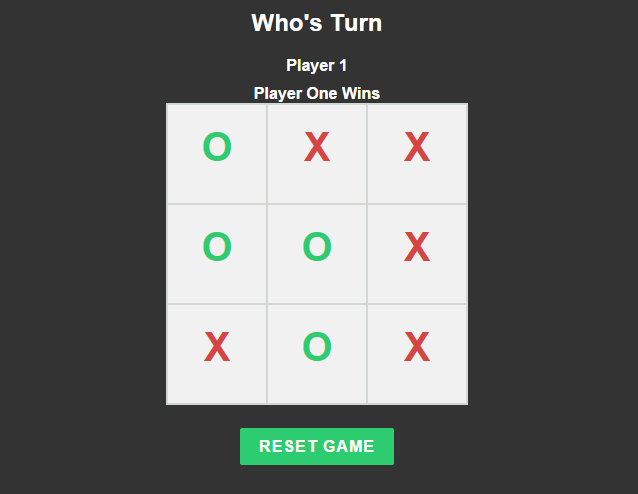 Who's Turn
Player 1
Player One Wins
O X X
O O X
X O X
RESET GAME